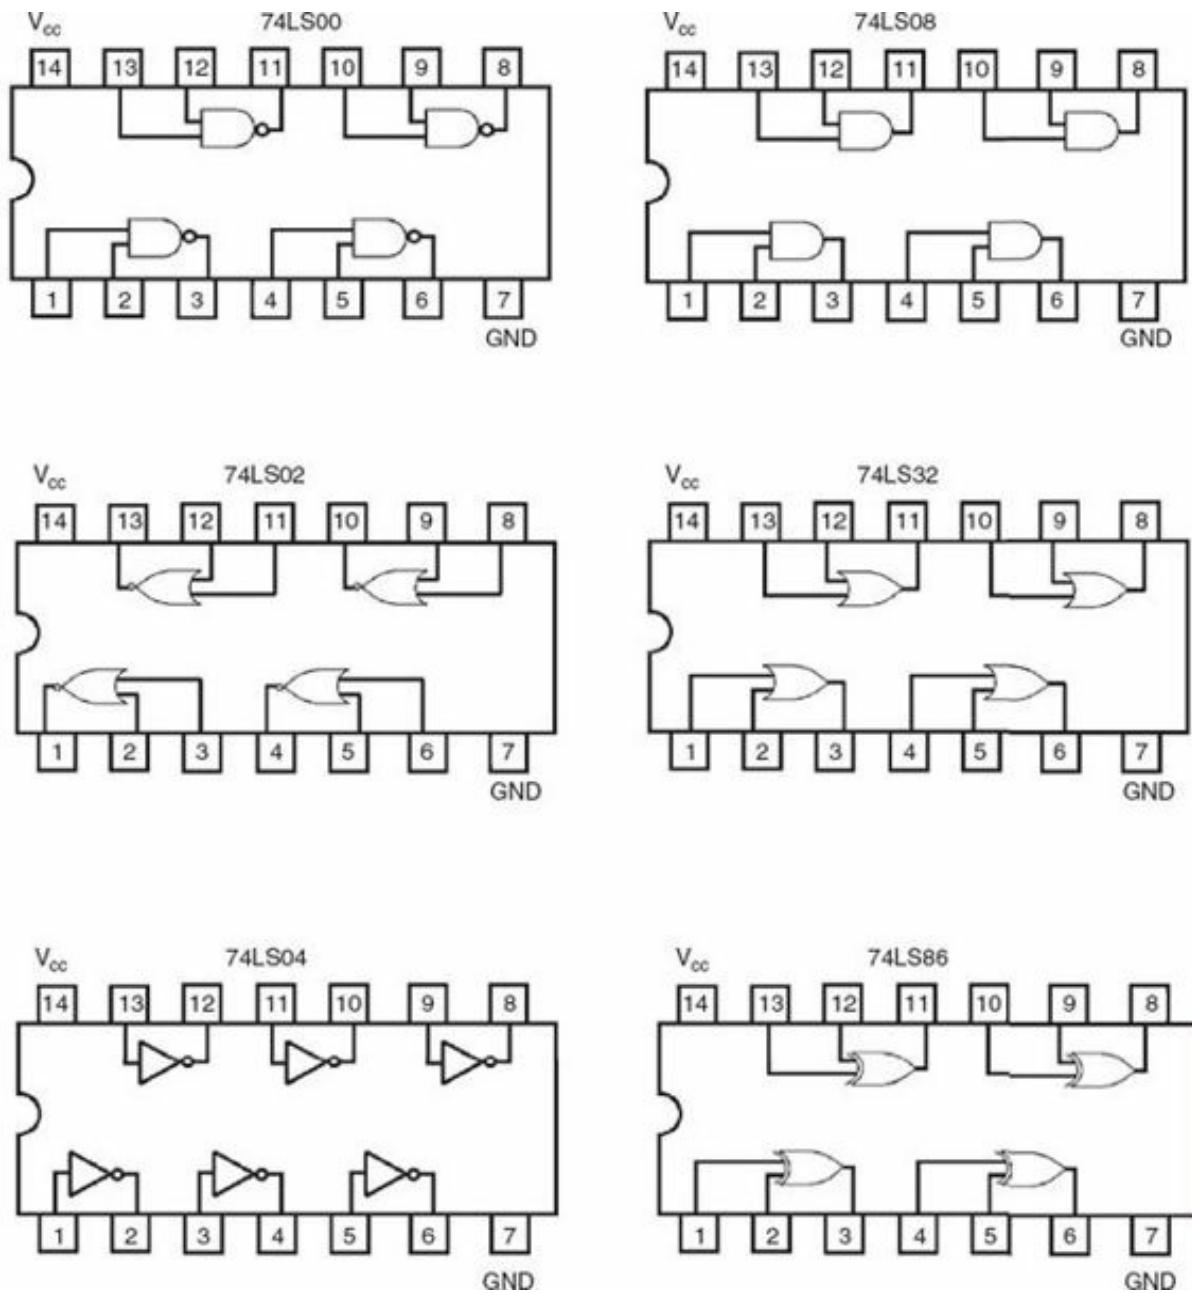 Vcc 74LS00
14 13 12 11 10 9 8
1 2 3 4 5 6 7
GND
Vcc 74LS08
14 13 12 11 10 9 8
1 2 3 4 5 6 7
GND
Vcc 74LS02
14 13 12 11 10 9 8
1 2 3 4 5 6 7
GND
Vcc 74LS32
14 13 12 11 10 9 8
1 2 3 4 5 6 7
GND
Vcc 74LS04
14 13 12 11 10 9 8
1 2 3 4 5 6 7
GND
Vcc 74LS86
14 13 12 11 10 9 8
1 2 3 4 5 6 7
GND